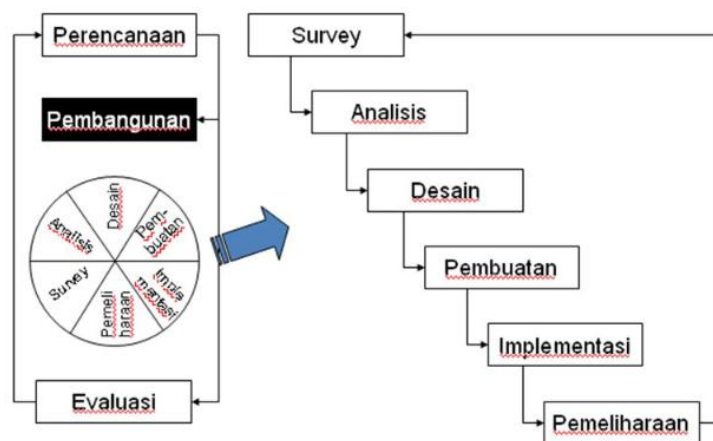 Perencanaan
Pembangunan
Analisis
Desain
Pem-
buatan
Survey
Pemeli
haraan
Imple
mentasi
Evaluasi
Survey
Analisis
Desain
Pembuatan
Implementasi
Pemeliharaan